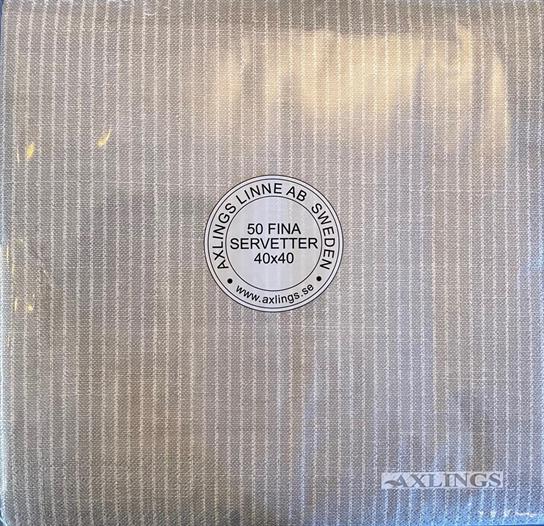 AXLINGS LINNE AB SWEDEN
50 FINA
SERVETTER
40x40
• www.axlings.se •
AXLINGS